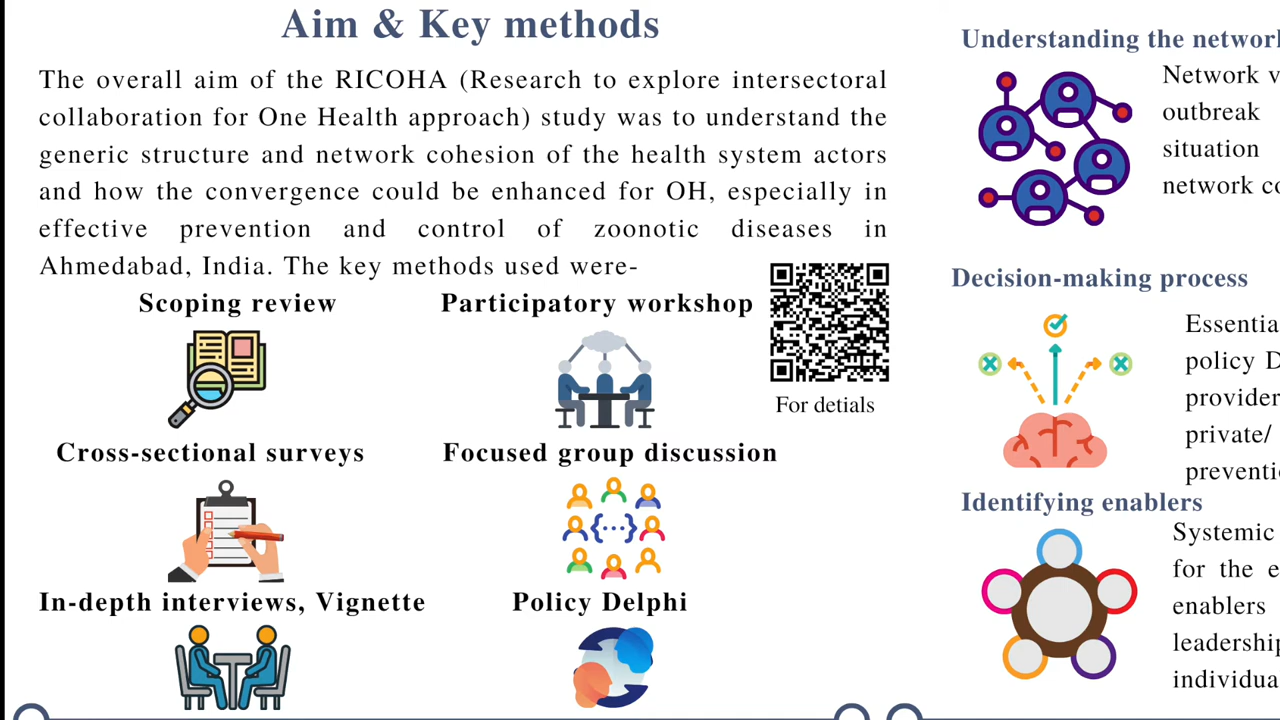 Aim & Key methods
The overall aim of the RICOHA (Research to explore intersectoral
collaboration for One Health approach) study was to understand the
generic structure and network cohesion of the health system actors
and how the convergence could be enhanced for OH, especially in
effective prevention and control of zoonotic diseases in
Ahmedabad, India. The key methods used were-
Scoping review
Participatory workshop
For detials
Cross-sectional surveys
Focused group discussion
In-depth interviews, Vignette
Policy Delphi
Understanding the network
Network v
outbreak
situation
network co
Decision-making process
Essentia
policy D
provider
private/
preventi
Identifying enablers
Systemic
for the e
enablers
leadership
individua